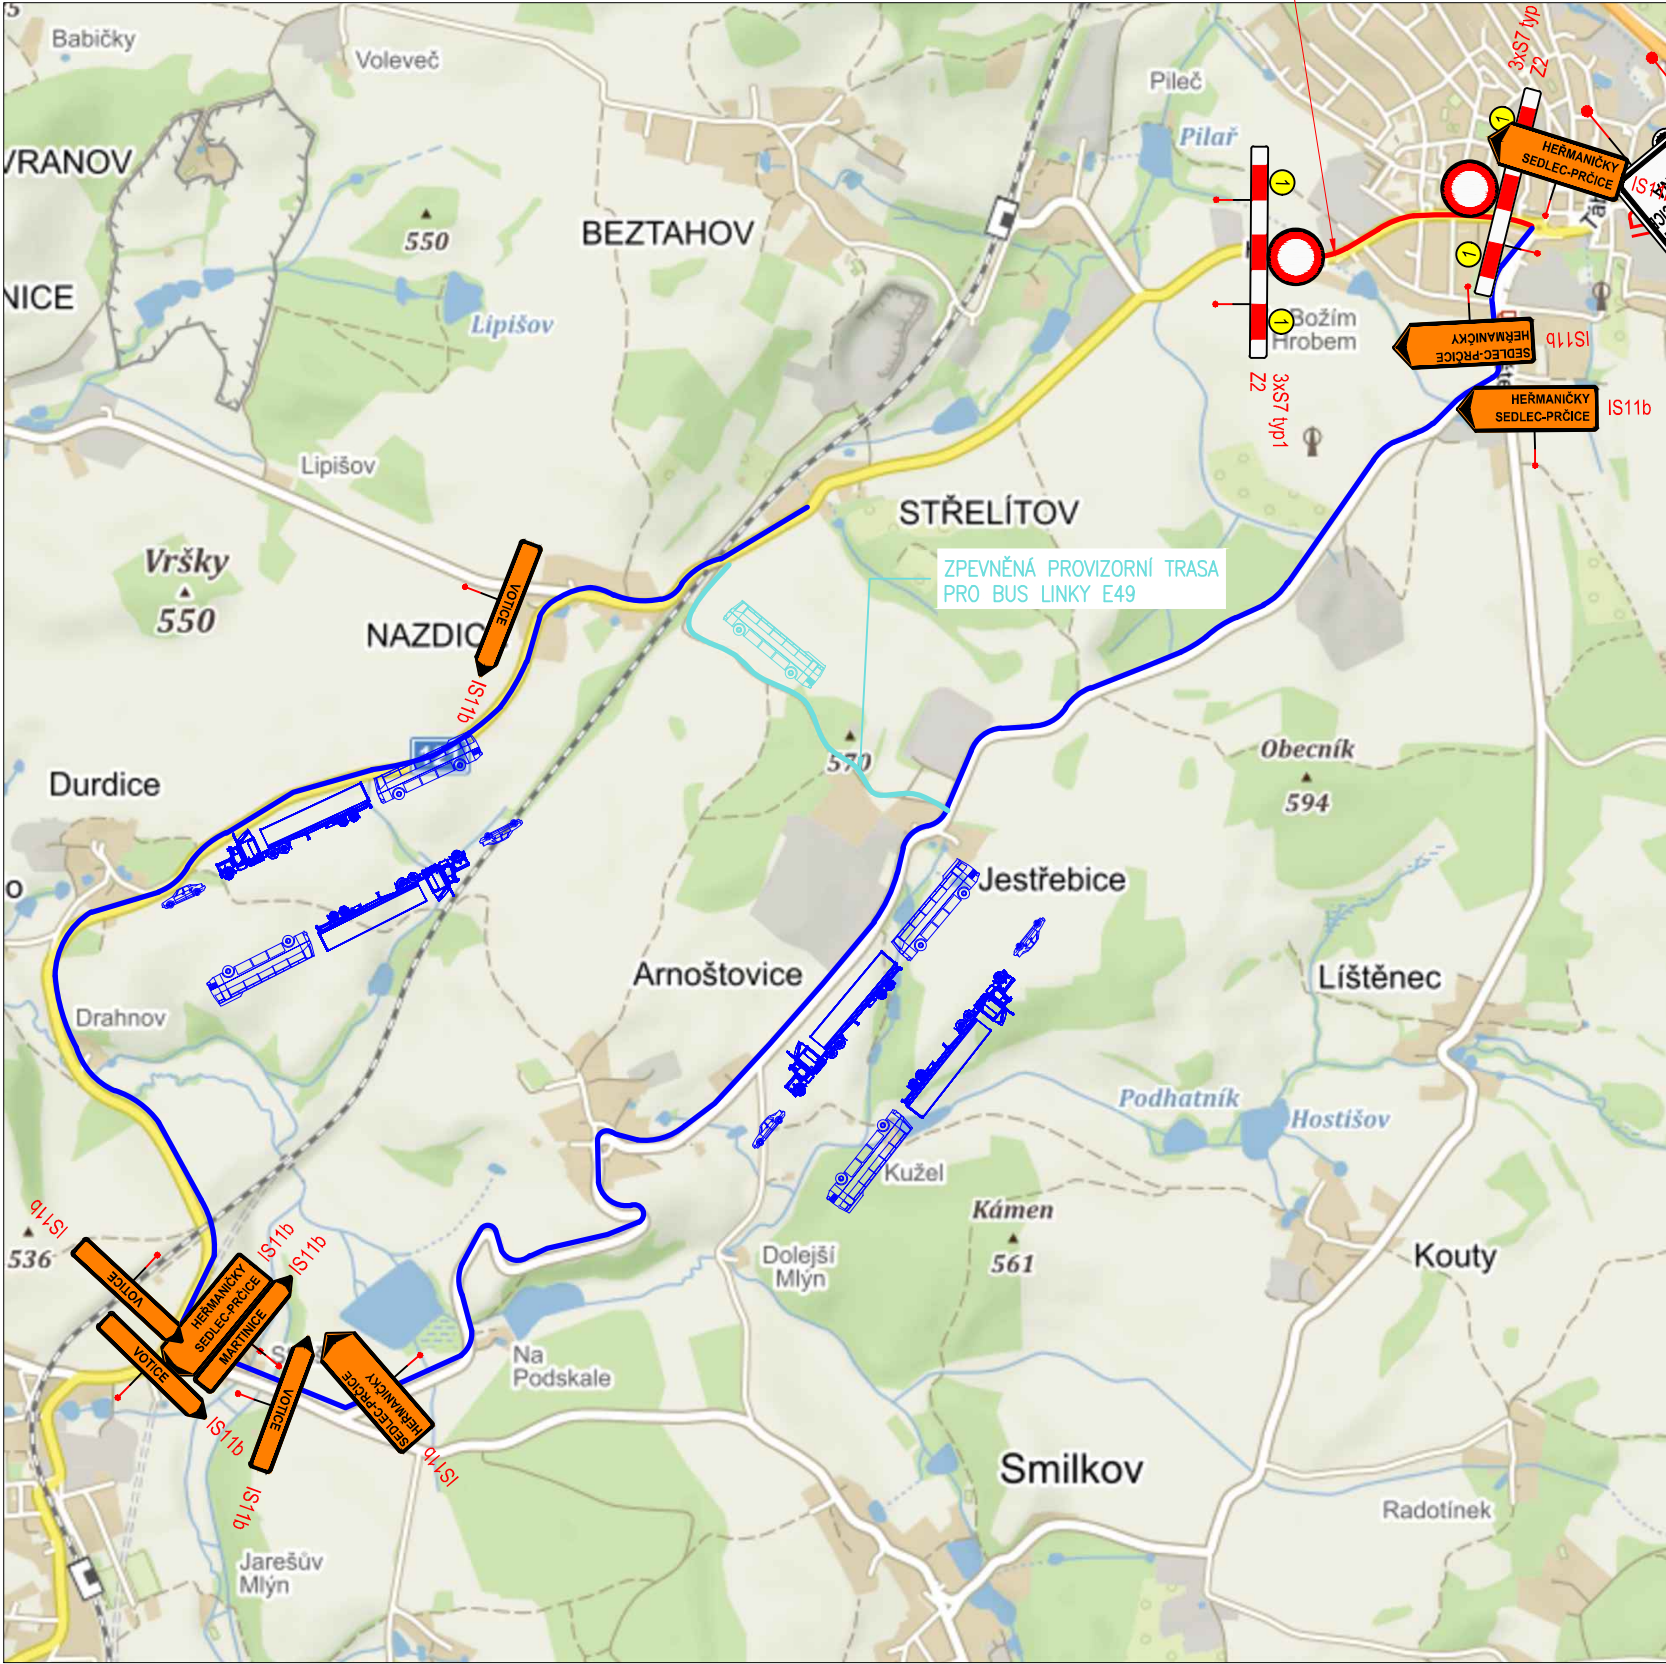 Babičky
Voleveč
Pileč
Pilař
3xS7 typ
Z2
VRANOV
550
BEZTAHOV
HEŘMANIČKY
SEDLEC-PRČICE
1
1
1
1
NICE
Lipišov
Božím
Hrobem
SEDLEC-PRČICE
HEŘMANIČKY
IS11b
Z2
3xS7 typ1
HEŘMANIČKY
SEDLEC-PRČICE
IS11b
Lipišov
STŘELÍTOV
Vršky
550
ZPEVNĚNÁ PROVIZORNÍ TRASA
PRO BUS LINKY E49
VOTICE
IS11b
NAZDIC
Obecník
594
570
Durdice
Jestřebice
Arnoštovice
Líštěnec
Drahnov
Podhatník
Hostišov
Kužel
Kámen
561
Dolejší
Mlýn
Kouty
536
IS11b
VOTICE
VOTICE
IS11b
HEŘMANIČKY
SEDLEC-PRČICE
MARTINICE
IS11b
IS11b
VOTICE
IS11b
SEDLEC-PRČICE
HEŘMANIČKY
IS11b
Na
Podskale
Smilkov
Radotínek
Jarešův
Mlýn